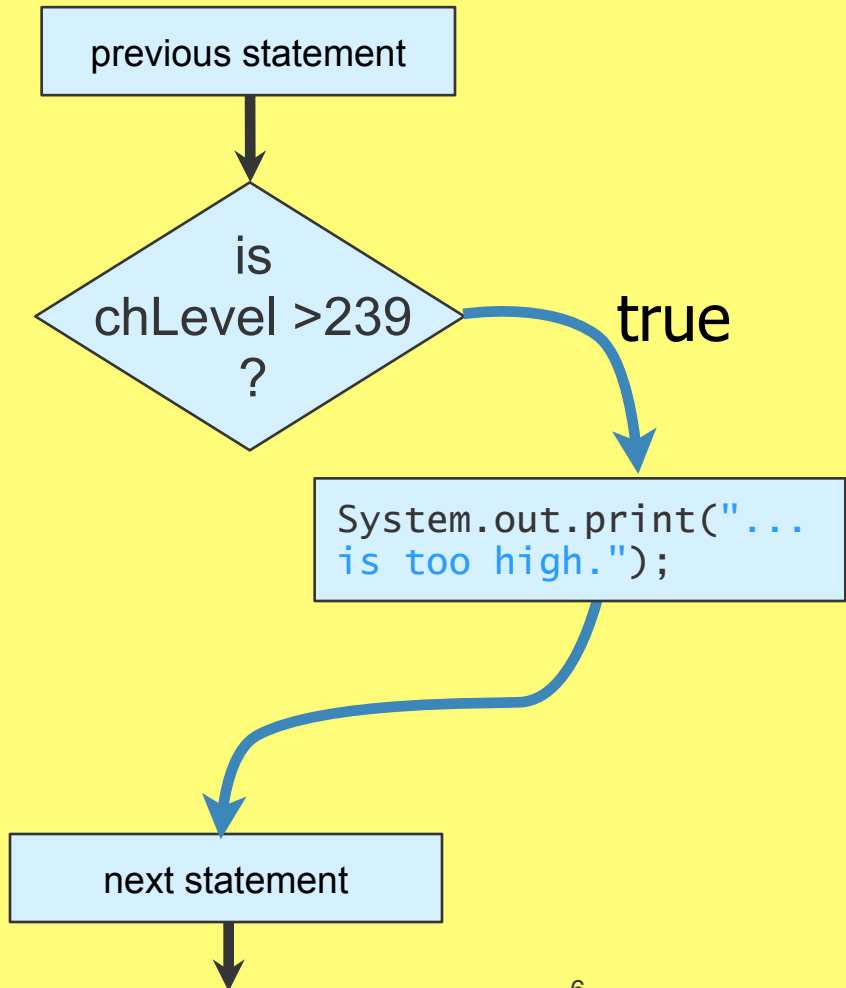 previous statement
is
chLevel >239
?
true
System.out.print("...
is too high.");
next statement
6